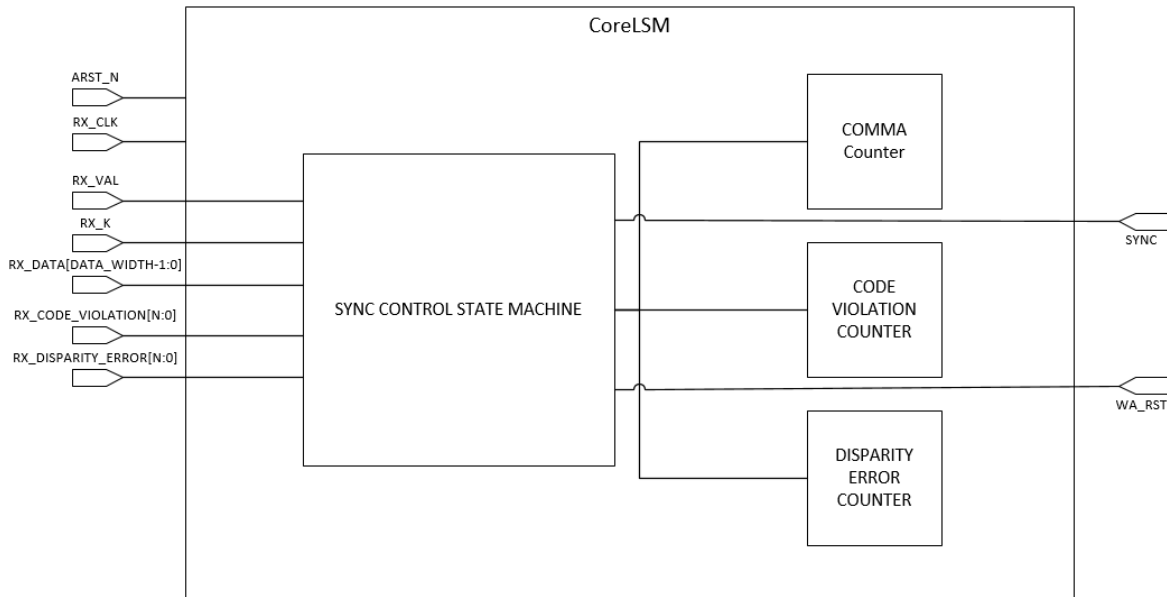 CoreLSM
ARST_N
RX_CLK
RX_VAL
RX_K
RX_DATA[DATA_WIDTH-1:0]
RX_CODE_VIOLATION[N:0]
RX_DISPARITY_ERROR[N:0]
SYNC CONTROL STATE MACHINE
COMMA
Counter
CODE
VIOLATION
COUNTER
DISPARITY
ERROR
COUNTER
SYNC
WA_RST